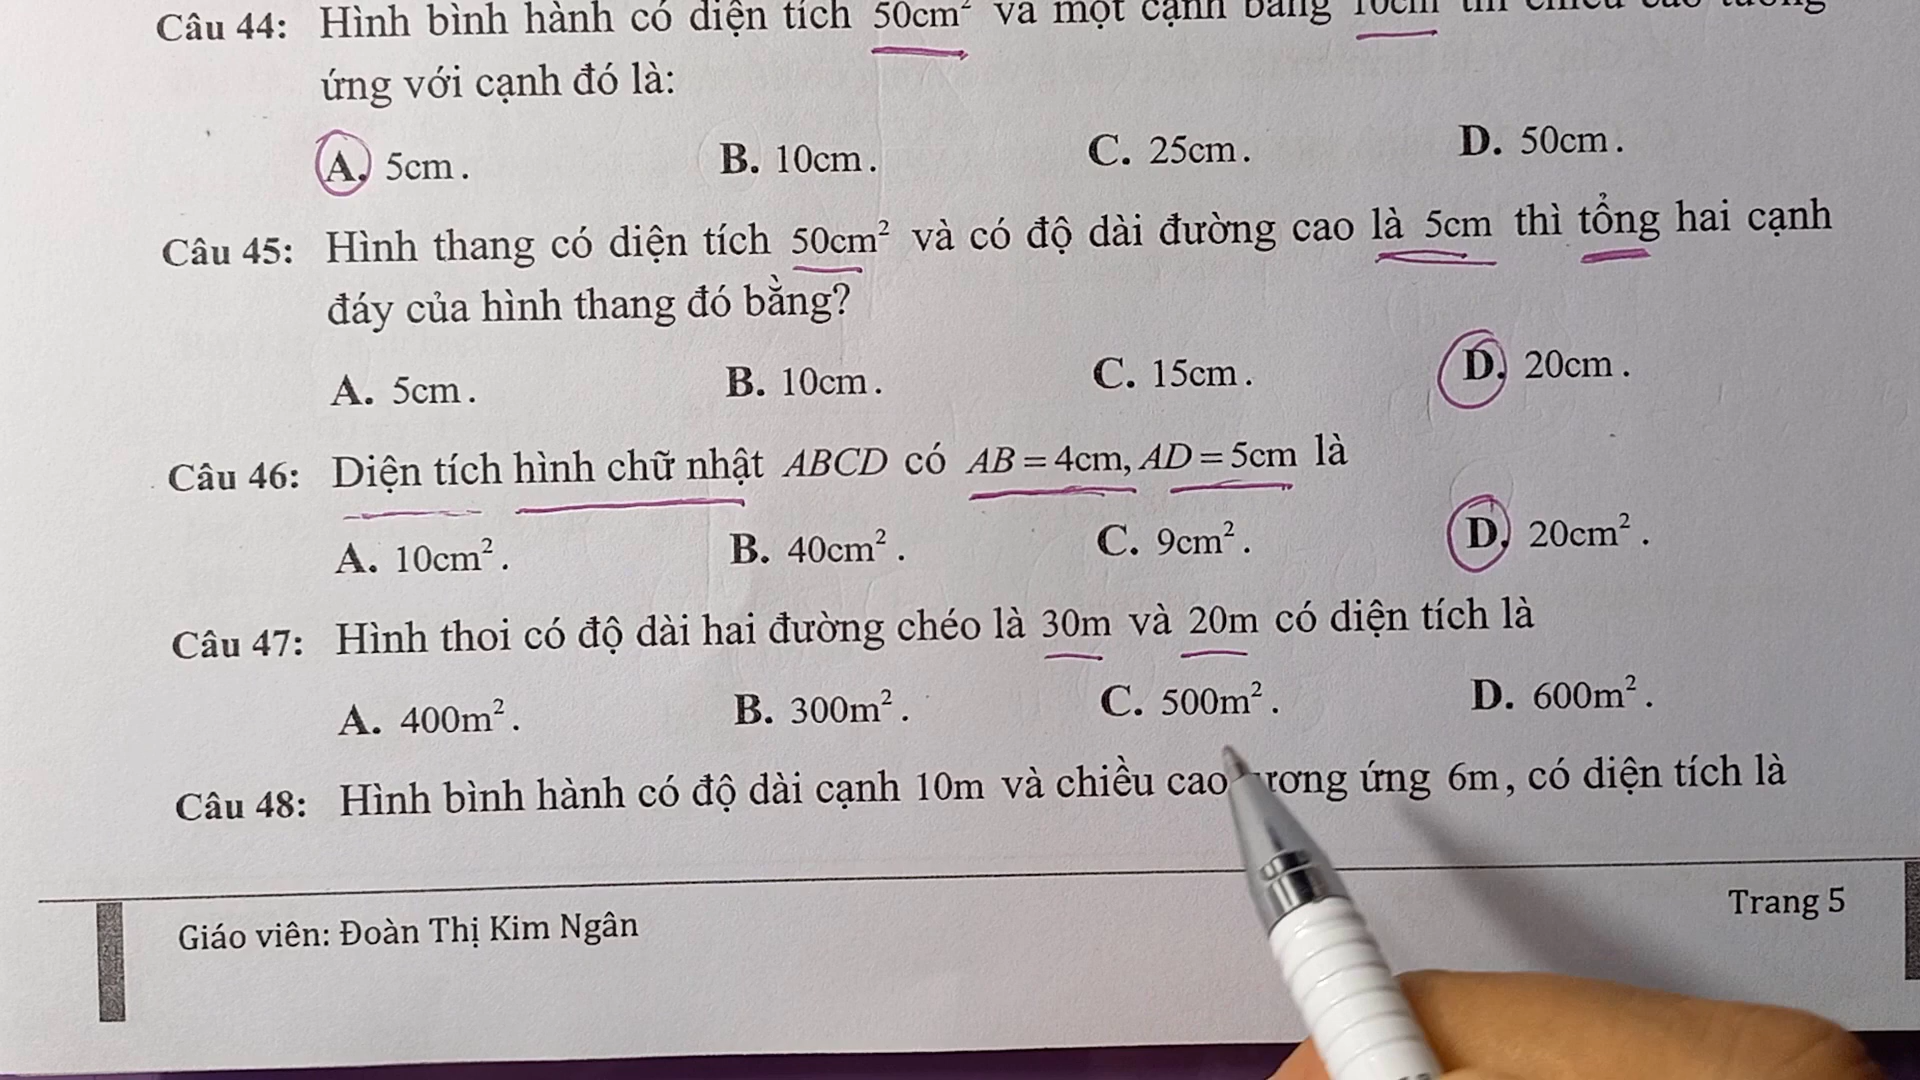 Câu 44: Hình bình hành có diện tích 50cm² và một cạnh bằng 10cm thì chiều cao tương
ứng với cạnh đó là:
A. 5cm. B. 10cm. C. 25cm. D. 50cm.
Câu 45: Hình thang có diện tích 50cm² và có độ dài đường cao là 5cm thì tổng hai cạnh
đáy của hình thang đó bằng?
A. 5cm. B. 10cm. C. 15cm. D. 20cm.
Câu 46: Diện tích hình chữ nhật ABCD có AB = 4cm, AD = 5cm là
A. 10cm². B. 40cm². C. 9cm². D. 20cm².
Câu 47: Hình thoi có độ dài hai đường chéo là 30m và 20m có diện tích là
A. 400m². B. 300m². C. 500m². D. 600m².
Câu 48: Hình bình hành có độ dài cạnh 10m và chiều cao tương ứng 6m, có diện tích là
Giáo viên: Đoàn Thị Kim Ngân
Trang 5